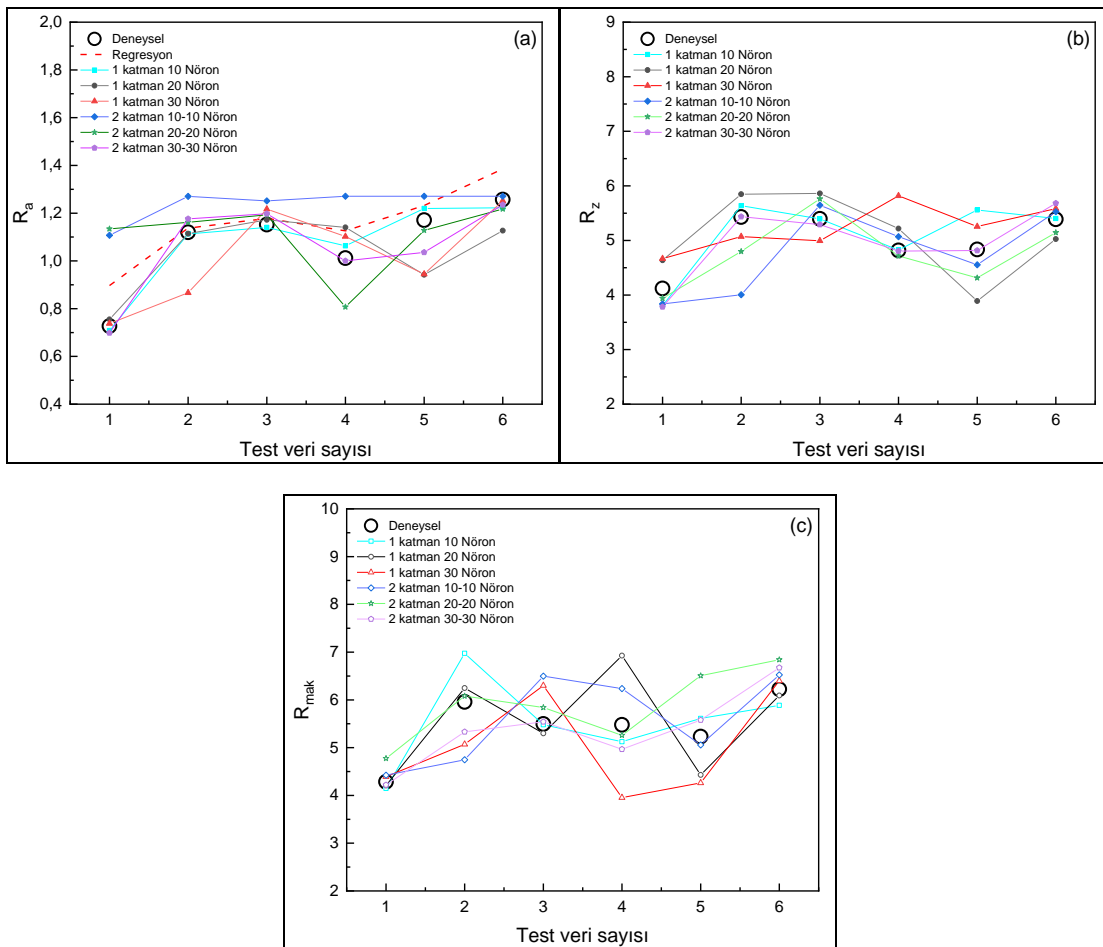 (a)
2,0
1,8
1,6
1,4
1,2
1,0
0,8
0,6
0,4
Ra
Deneysel
Regresyon
1 katman 10 Nöron
1 katman 20 Nöron
1 katman 30 Nöron
2 katman 10-10 Nöron
2 katman 20-20 Nöron
2 katman 30-30 Nöron
1 2 3 4 5 6
Test veri sayısı
(b)
9
8
7
6
5
4
3
2
Rz
Deneysel
1 katman 10 Nöron
1 katman 20 Nöron
1 katman 30 Nöron
2 katman 10-10 Nöron
2 katman 20-20 Nöron
2 katman 30-30 Nöron
1 2 3 4 5 6
Test veri sayısı
(c)
10
9
8
7
6
5
4
3
2
Rmak
Deneysel
1 katman 10 Nöron
1 katman 20 Nöron
1 katman 30 Nöron
2 katman 10-10 Nöron
2 katman 20-20 Nöron
2 katman 30-30 Nöron
1 2 3 4 5 6
Test veri sayısı